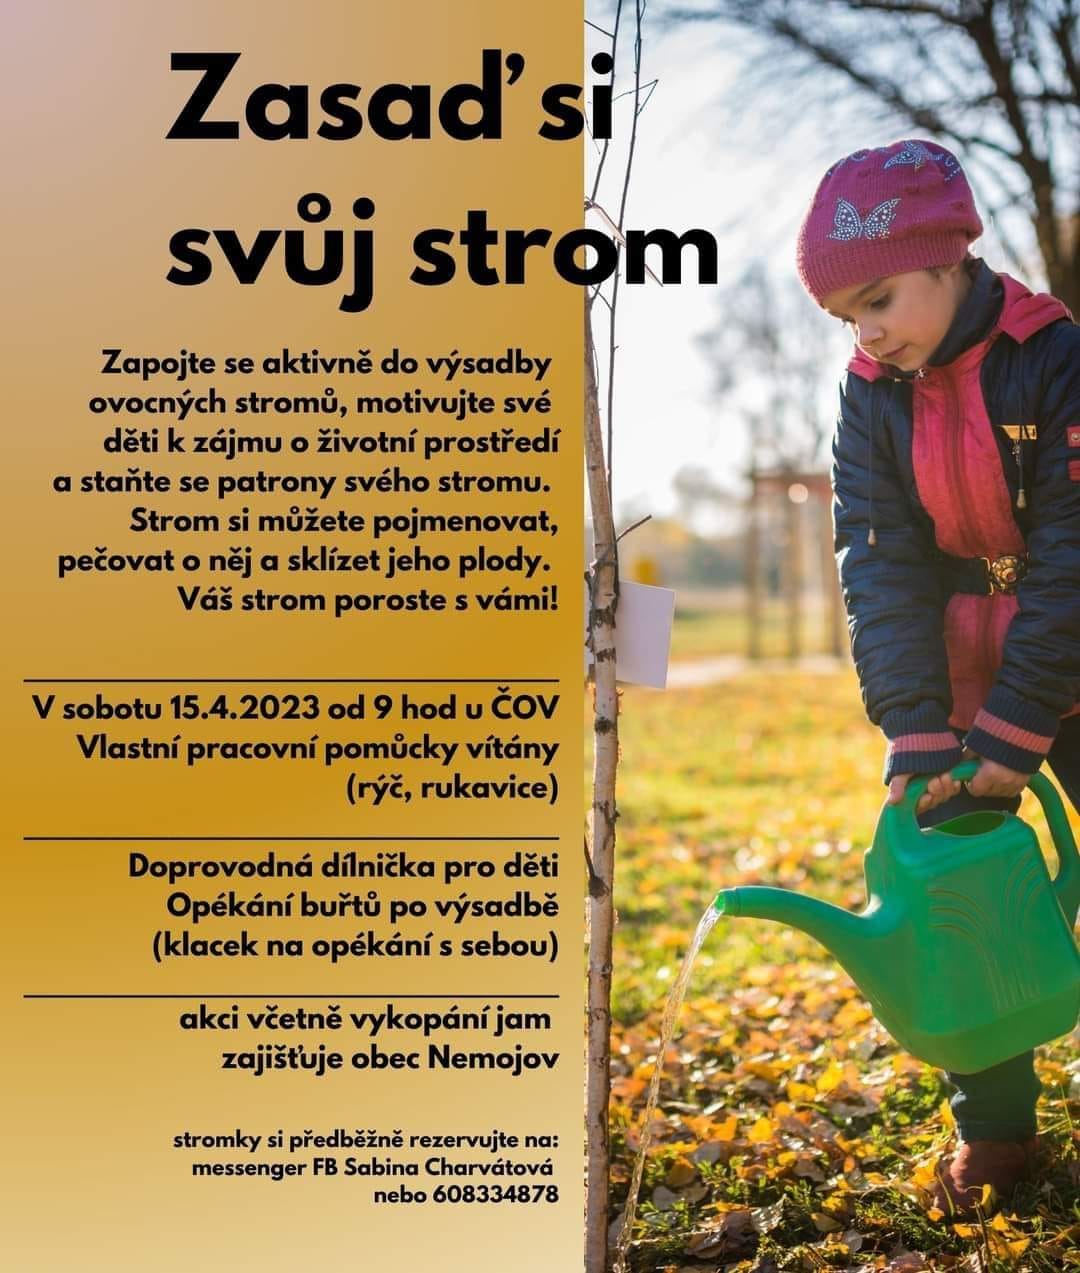 Zasaď si
svůj strom
Zapojte se aktivně do výsadby
ovocných stromů, motivujte své
děti k zájmu o životní prostředí
a staňte se patrony svého stromu.
Strom si můžete pojmenovat,
pečovat o něj a sklízet jeho plody.
Váš strom poroste s vámi!
V sobotu 15.4.2023 od 9 hod u ČOV
Vlastní pracovní pomůcky vítány
(rýč, rukavice)
Doprovodná dílnička pro děti
Opékání buřtů po výsadbě
(klacek na opékání s sebou)
akci včetně vykopání jam
zajišťuje obec Nemojov
stromky si předběžně rezervujte na:
messenger FB Sabina Charvátová
nebo 608334878